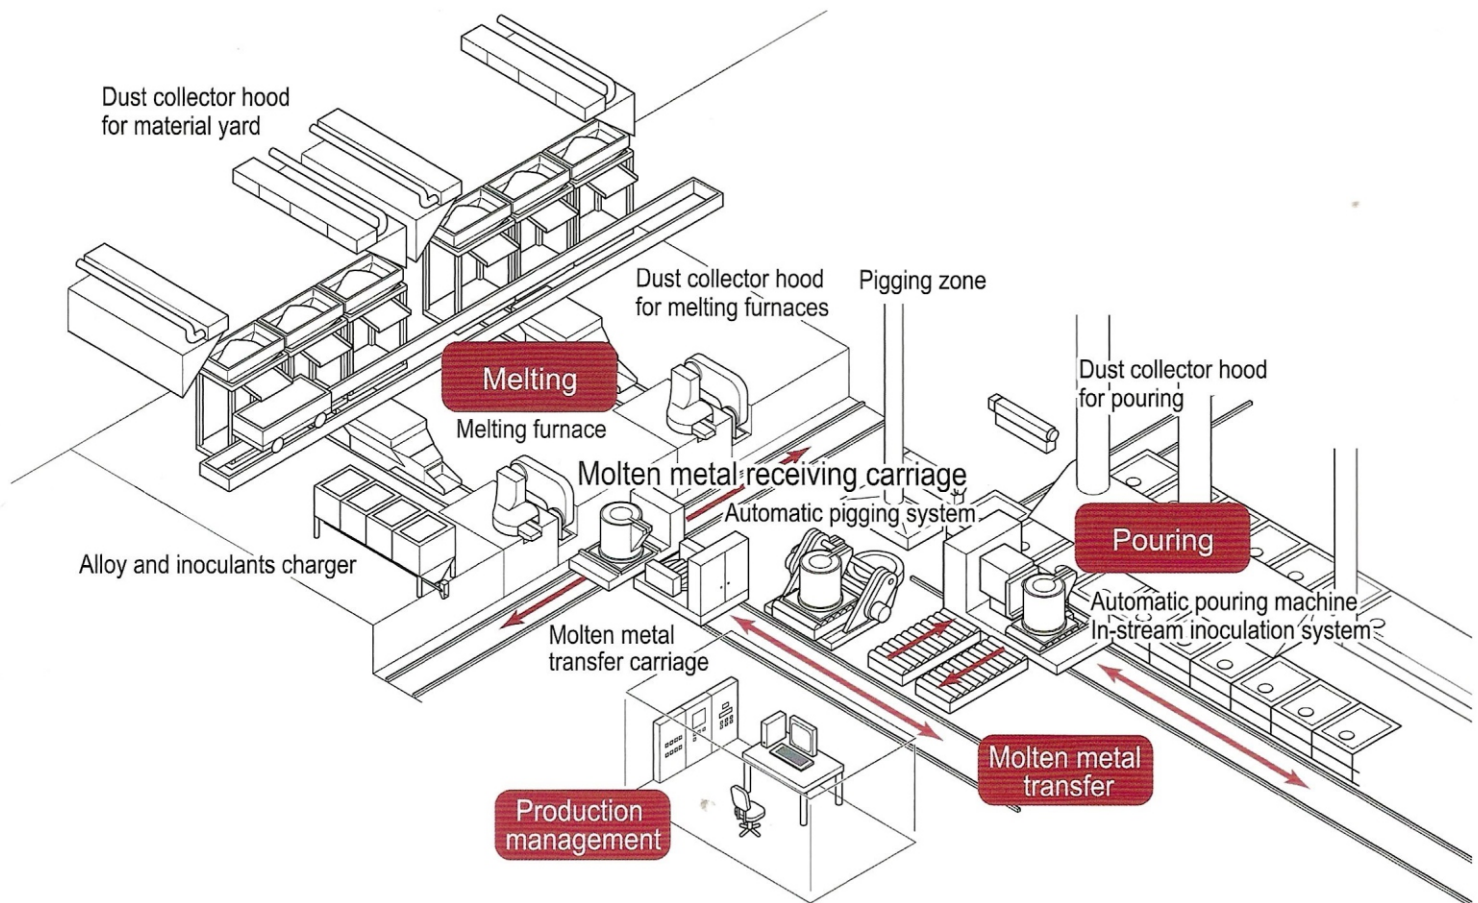 Dust collector hood
for material yard
Dust collector hood
for melting furnaces
Pigging zone
Dust collector hood
for pouring
Melting
Melting furnace
Molten metal receiving carriage
Automatic pigging system
Pouring
Alloy and inoculants charger
Automatic pouring machine
In-stream inoculation system
Molten metal
transfer carriage
Molten metal
transfer
Production
management